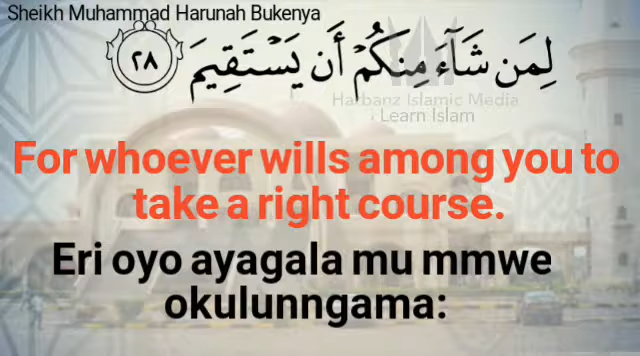 Sheikh Muhammad Harunah Bukenya
لِمَن شَآءَ مِنكُمْ أَن يَسْتَقِيمَ ٢٨
Harbanz Islamic Media
Learn Islam
For whoever wills among you to
take a right course.
Eri oyo ayagala mu mmwe
okulunngama: